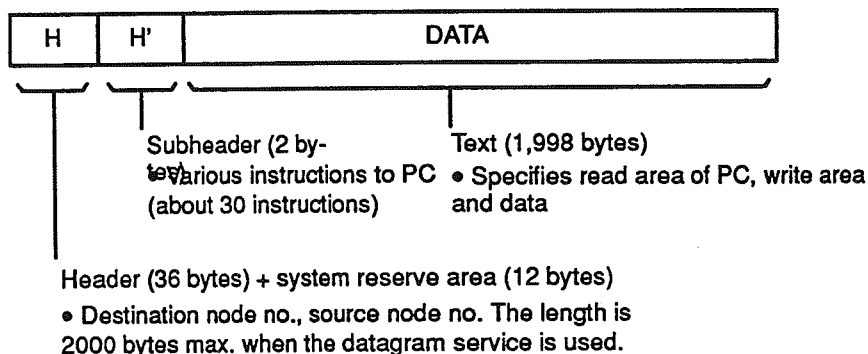 H H' DATA
Subheader (2 by-
tes)
• Various instructions to PC
(about 30 instructions)
Text (1,998 bytes)
• Specifies read area of PC, write area
and data
Header (36 bytes) + system reserve area (12 bytes)
• Destination node no., source node no. The length is
2000 bytes max. when the datagram service is used.